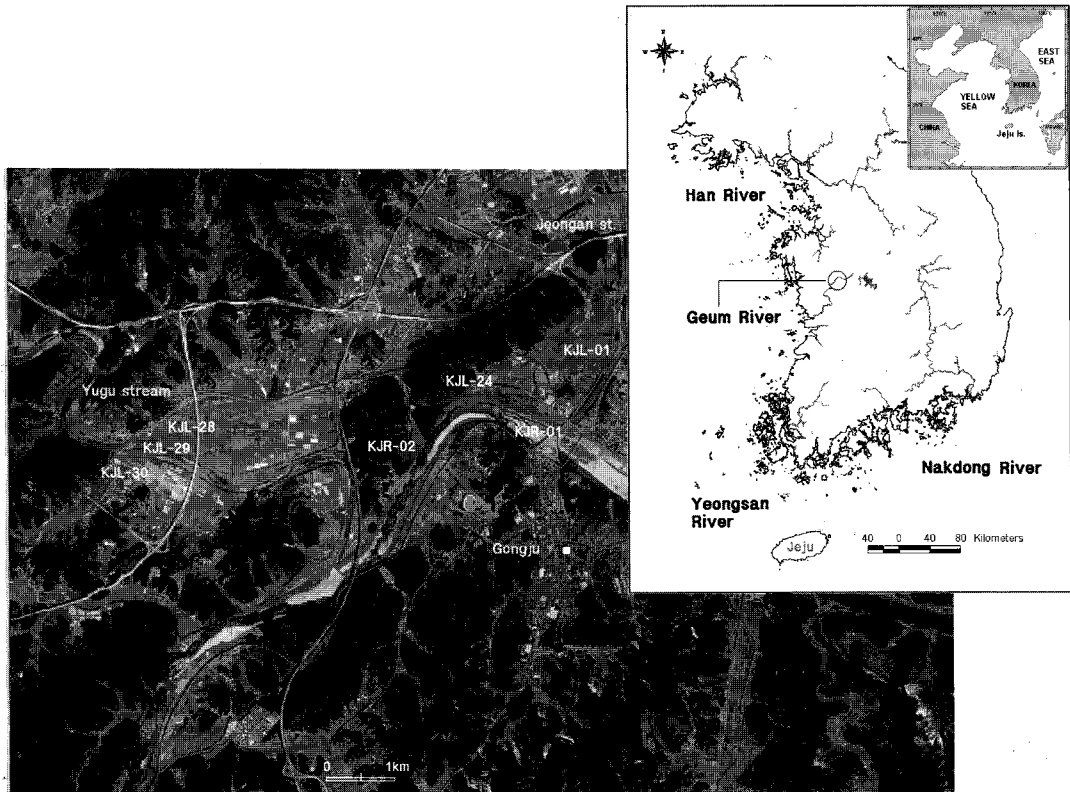 EAST
SEA
KOREA
YELLOW
SEA
CHINA
Jeju Is.
Han River
Geum River
Nakdong River
Yeongsan
River
Jeju
40 0 40 80 Kilometers
Jeongan st.
KJL-01
KJL-24
Yugu stream
KJL-28
KJR-01
KJR-02
KJL-29
KJL-30
Gongju
0 1km